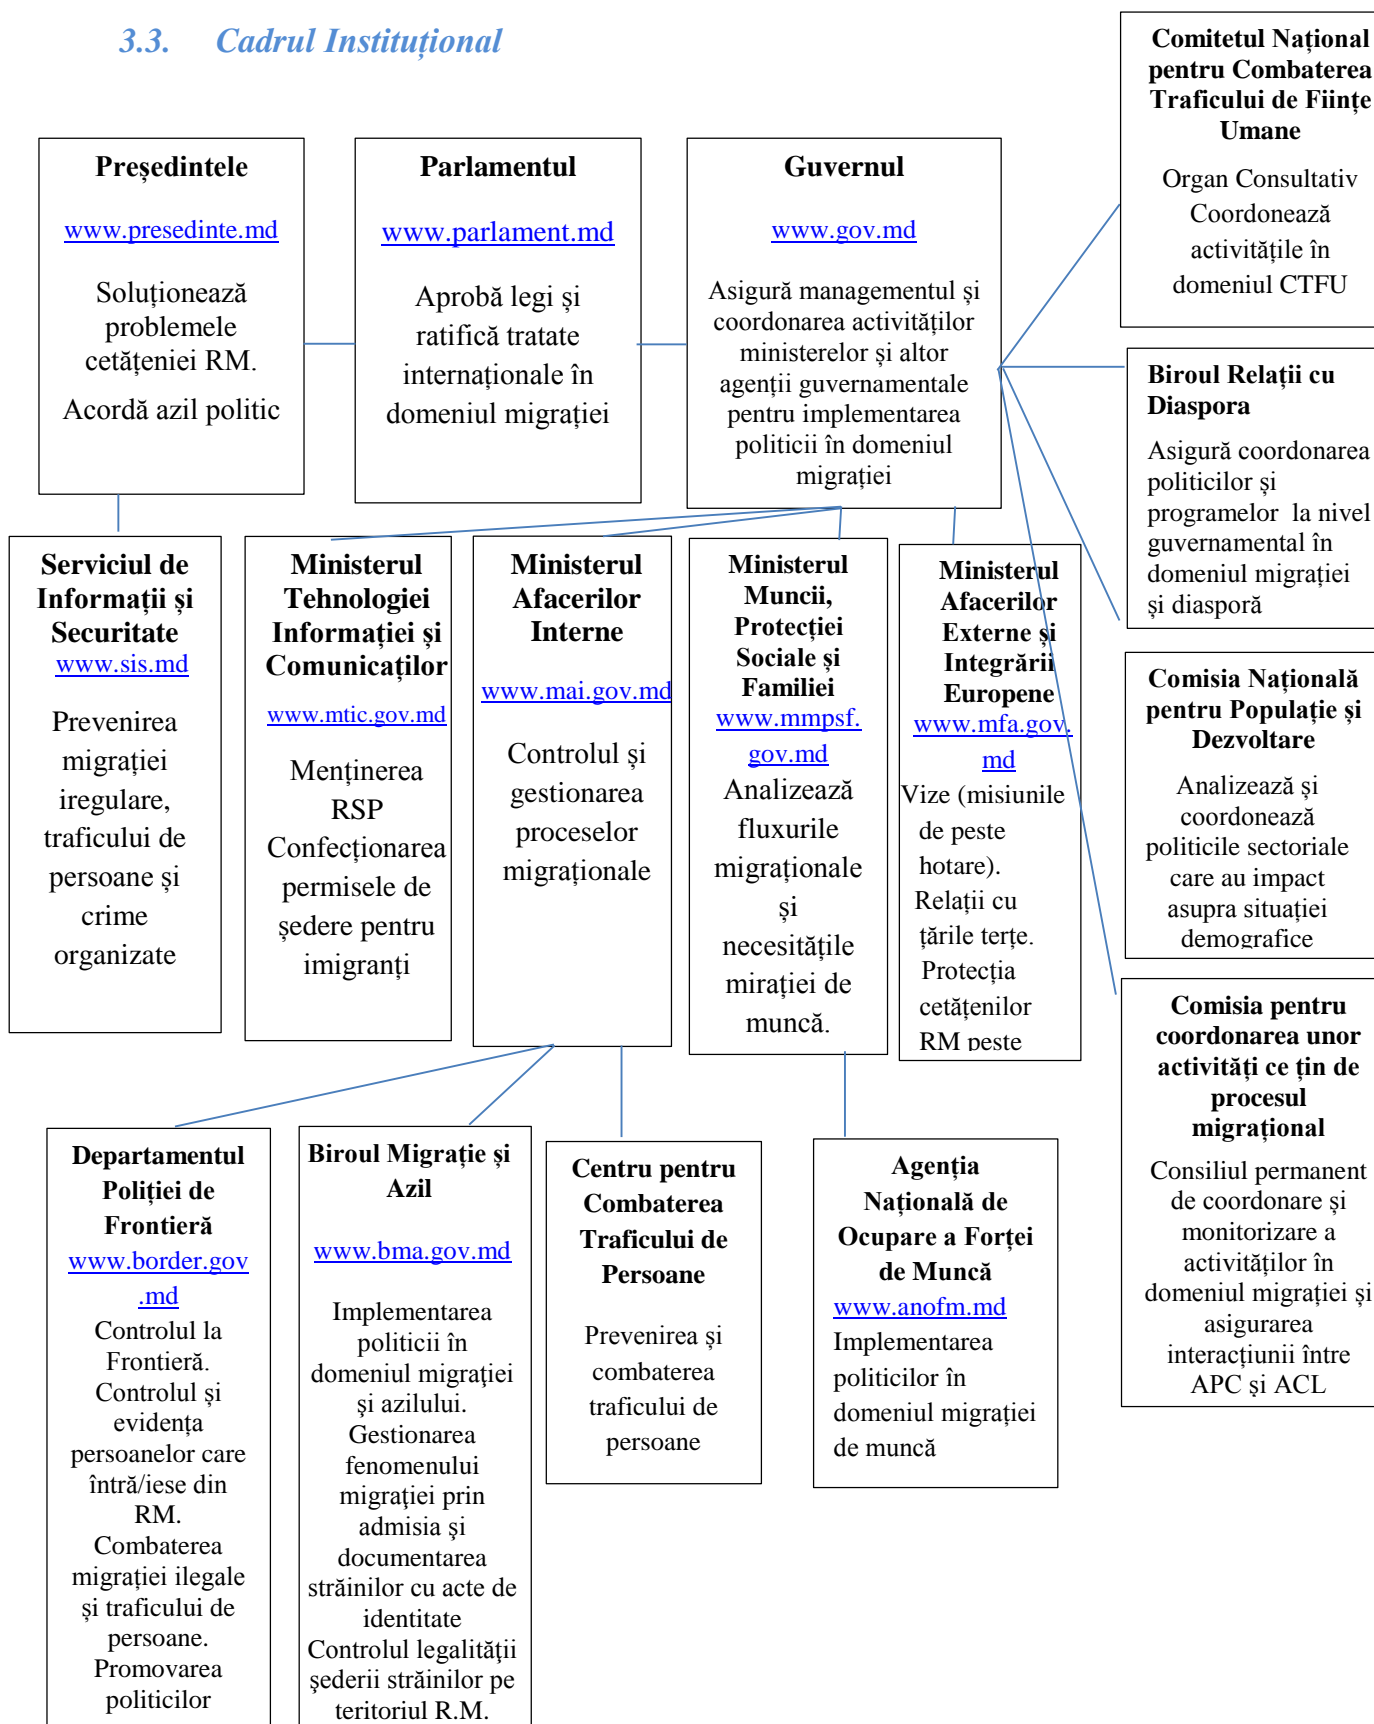 3.3. Cadrul Instituțional
Comitetul Național
pentru Combaterea
Traficului de Ființe
Umane
Organ Consultativ
Coordonează
activitățile în
domeniul CTFU
Președintele
www.presedinte.md
Soluționează
problemele
cetățeniei RM.
Acordă azil politic
Parlamentul
www.parlament.md
Aprobă legi și
ratifică tratate
internaționale în
domeniul migrației
Guvernul
www.gov.md
Asigură managementul și
coordonarea activităților
ministerelor și altor
agenții guvernamentale
pentru implementarea
politicii în domeniul
migrației
Biroul Relații cu
Diaspora
Asigură coordonarea
politicilor și
programelor la nivel
guvernamental în
domeniul migrației
și diasporă
Serviciul de
Informații și
Securitate
www.sis.md
Prevenirea
migrației
iregulare,
traficului de
persoane și
crime
organizate
Ministerul
Tehnologiei
Informației și
Comunicațiilor
www.mtic.gov.md
Menținerea
RSP
Confecționarea
permisele de
ședere pentru
imigranți
Ministerul
Afacerilor
Interne
www.mai.gov.md
Controlul și
gestionarea
proceselor
migraționale
Ministerul
Muncii,
Protecției
Sociale și
Familiei
www.mmpsf.
gov.md
Analizează
fluxurile
migraționale
și
necesitățile
mirației de
muncă.
Ministerul
Afacerilor
Externe și
Integrării
Europene
www.mfa.gov.
md
Vize (misiunile
de peste
hotare).
Relații cu
țările terțe.
Protecția
cetățenilor
RM peste
Comisia Națională
pentru Populație și
Dezvoltare
Analizează și
coordonează
politicile sectoriale
care au impact
asupra situației
demografice
Comisia pentru
coordonarea unor
activități ce țin de
procesul
migrațional
Consiliul permanent
de coordonare și
monitorizare a
activităților în
domeniul migrației și
asigurarea
interacțiunii între
APC și ACL
Departamentul
Poliției de
Frontieră
www.border.gov
.md
Controlul la
Frontieră.
Controlul și
evidența
persoanelor care
întră/iese din
RM.
Combaterea
migrației ilegale
și traficului de
persoane.
Promovarea
politicilor
Biroul Migrație și
Azil
www.bma.gov.md
Implementarea
politicii în
domeniul migraţiei
şi azilului.
Gestionarea
fenomenului
migraţiei prin
admisia şi
documentarea
străinilor cu acte de
identitate
Controlul legalităţii
şederii străinilor pe
teritoriul R.M.
Centru pentru
Combaterea
Traficului de
Persoane
Prevenirea și
combaterea
traficului de
persoane
Agenția
Națională de
Ocupare a Forței
de Muncă
www.anofm.md
Implementarea
politicilor în
domeniul migrației
de muncă